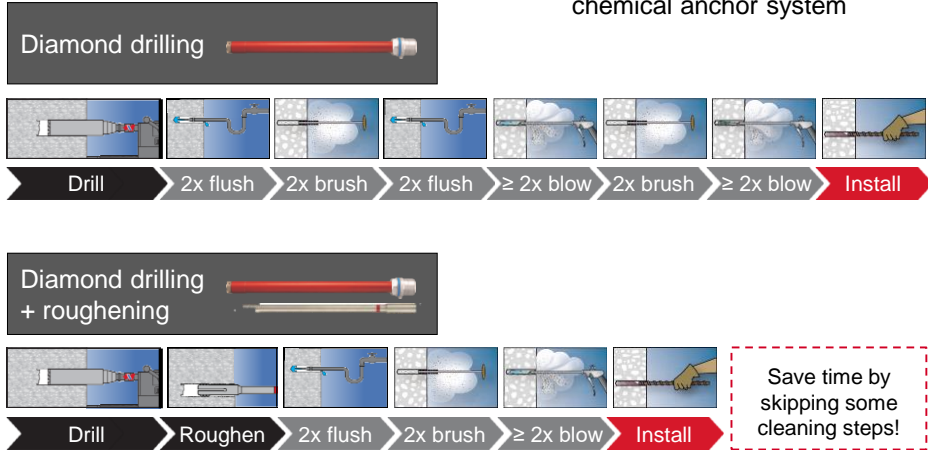 chemical anchor system
Diamond drilling
Drill 2x flush 2x brush 2x flush ≥ 2x blow 2x brush ≥ 2x blow Install
Diamond drilling
+ roughening
Save time by
skipping some
cleaning steps!
Drill Roughen 2x flush 2x brush ≥ 2x blow Install